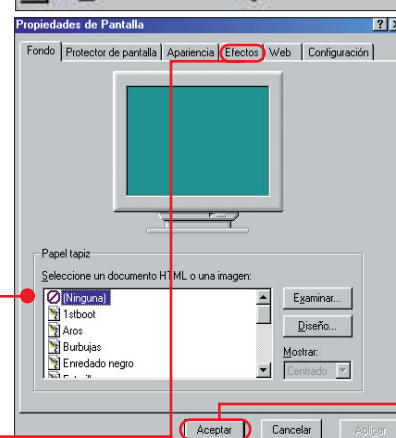 Propiedades de Pantalla
Fondo Protector de pantalla Apariencia Efectos Web Configuración
Papel tapiz
Seleccione un documento HTML o una imagen:
(Ninguna)
1stboot
Aros
Burbujas
Enredado negro
Examinar...
Diseño...
Mostrar:
Centrado
Aceptar Cancelar Aplicar